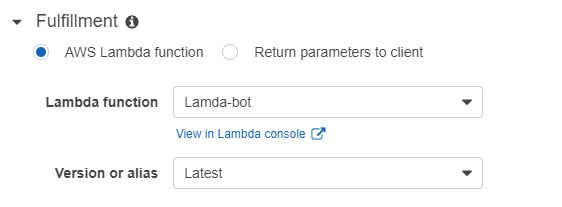 Fulfillment
AWS Lambda function Return parameters to client
Lambda function Lamda-bot
View in Lambda console
Version or alias Latest